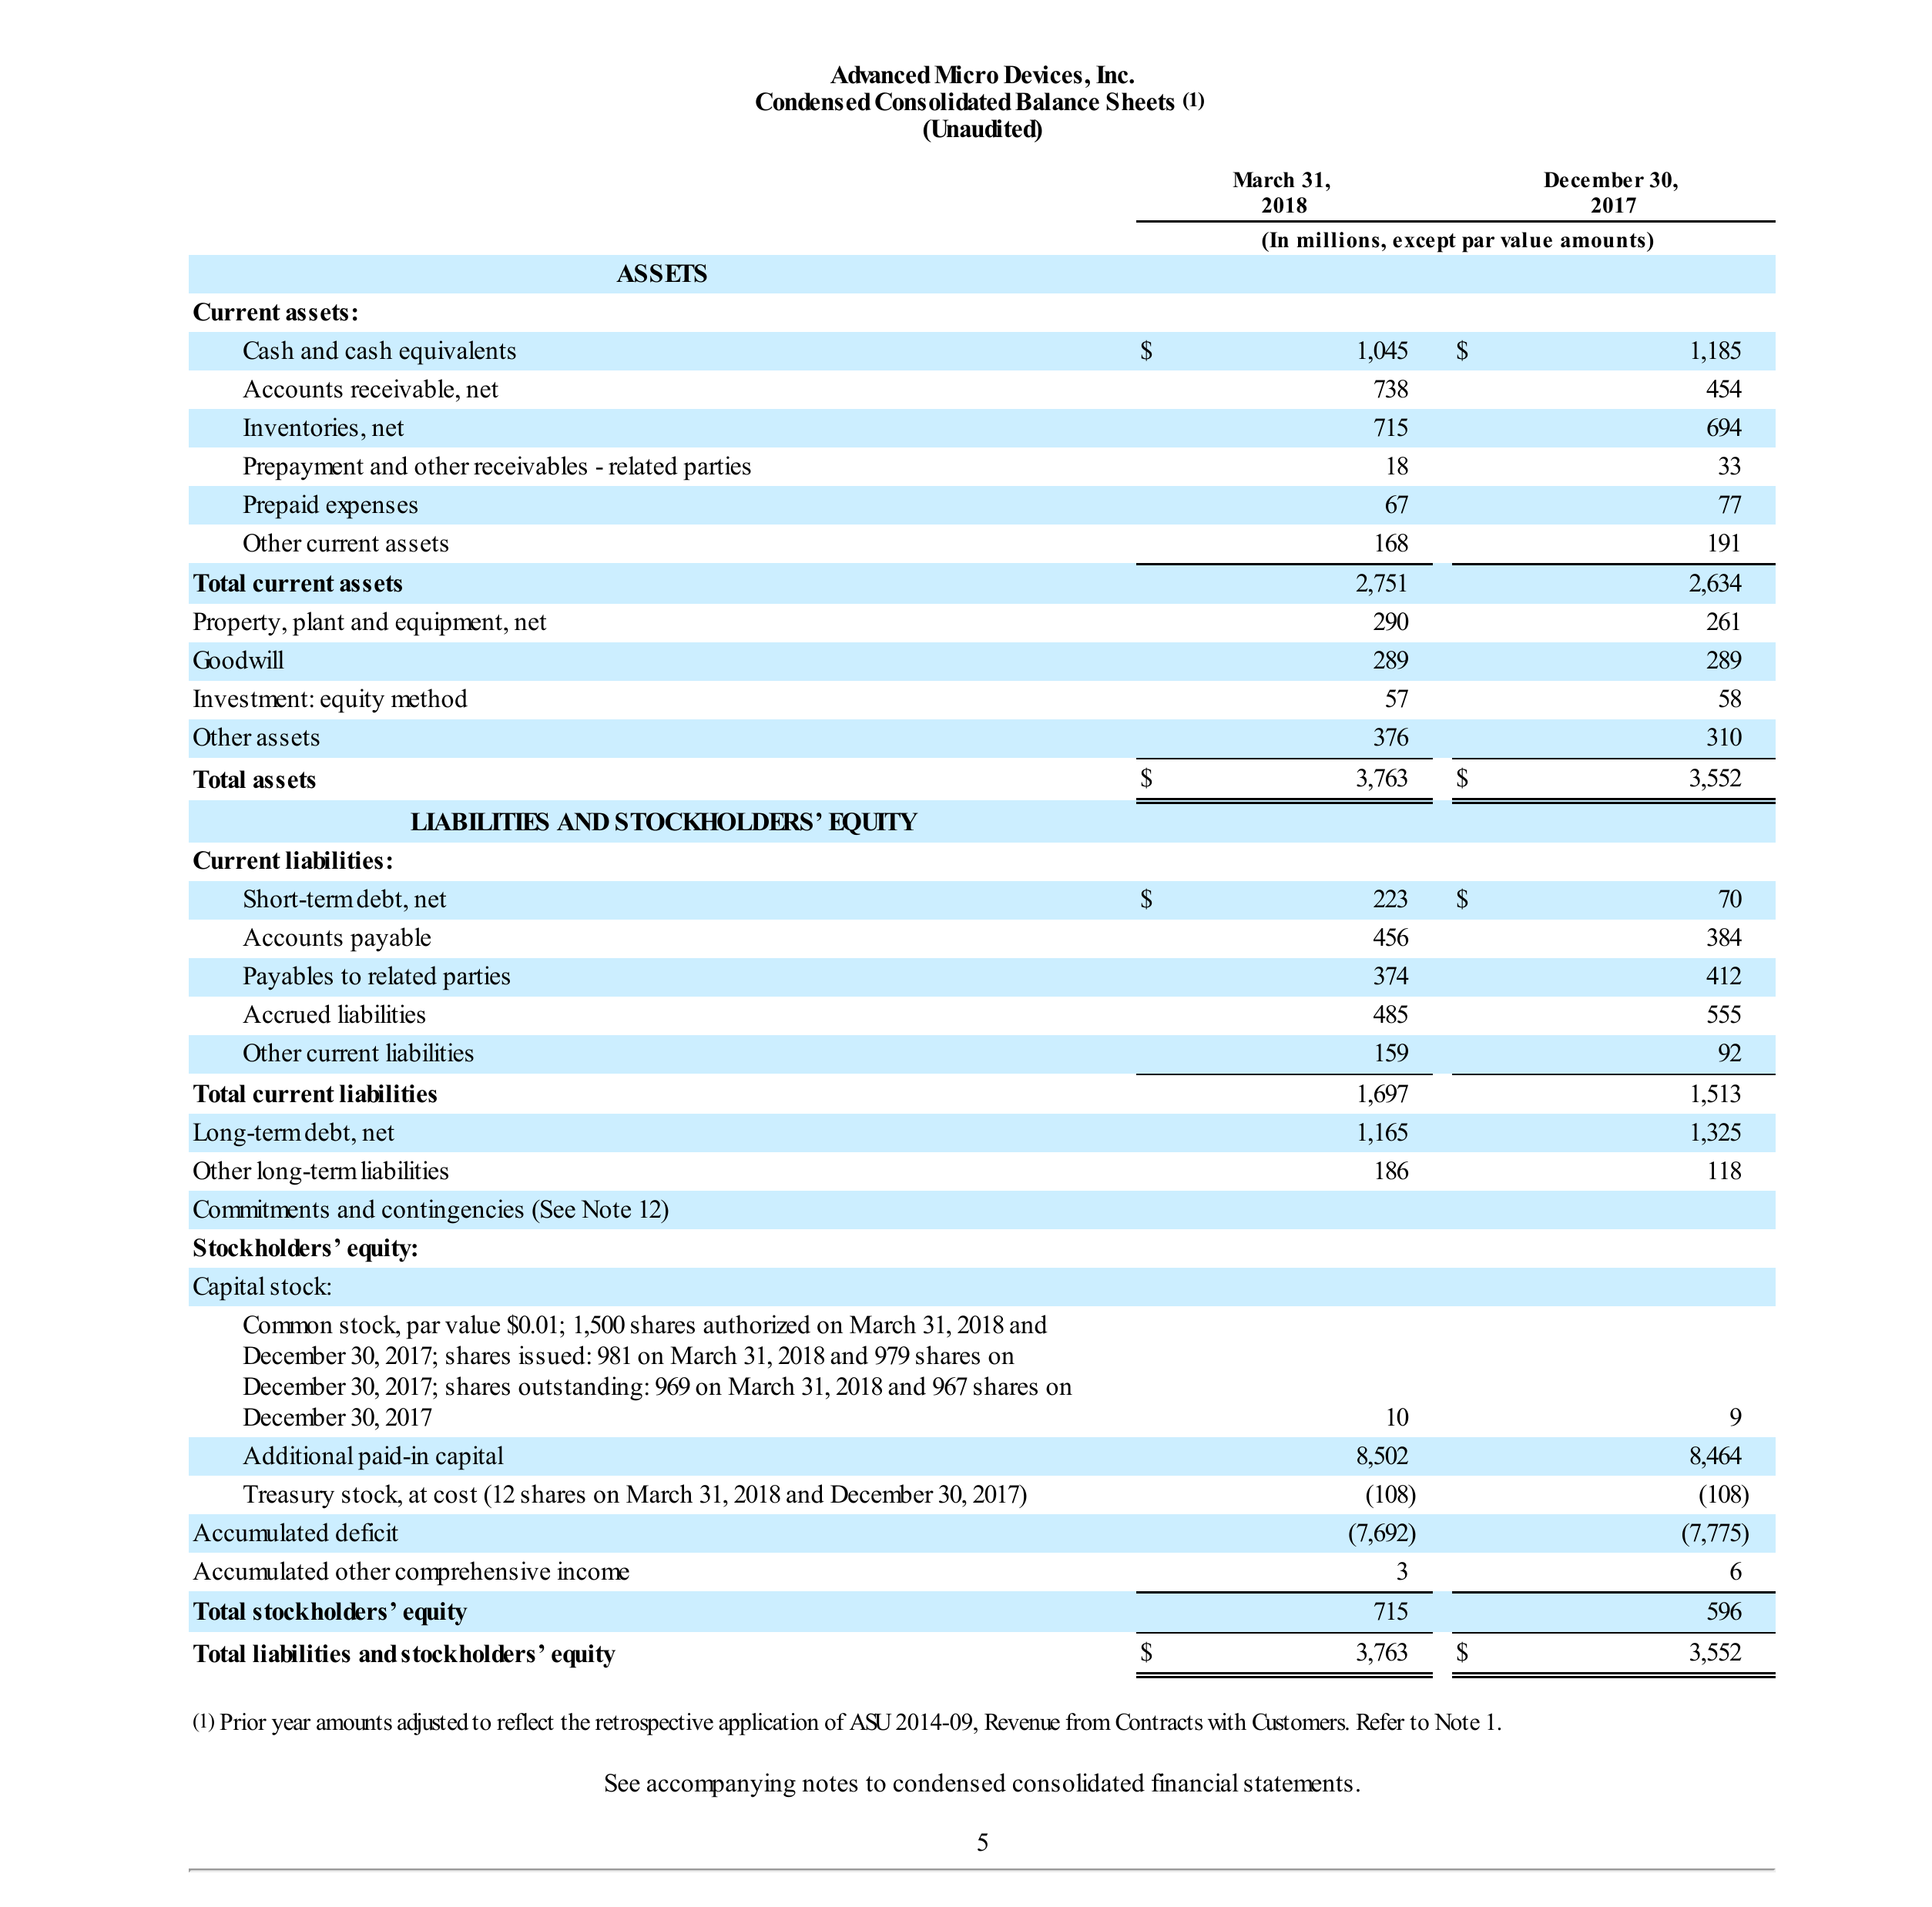 Advanced Micro Devices, Inc.
Condensed Consolidated Balance Sheets (1)
(Unaudited)
March 31, 2018 December 30, 2017
(In millions, except par value amounts)
ASSETS
Current assets:
Cash and cash equivalents $ 1,045 $ 1,185
Accounts receivable, net 738 454
Inventories, net 715 694
Prepayment and other receivables - related parties 18 33
Prepaid expenses 67 77
Other current assets 168 191
Total current assets 2,751 2,634
Property, plant and equipment, net 290 261
Goodwill 289 289
Investment: equity method 57 58
Other assets 376 310
Total assets $ 3,763 $ 3,552
LIABILITIES AND STOCKHOLDERS’ EQUITY
Current liabilities:
Short-term debt, net $ 223 $ 70
Accounts payable 456 384
Payables to related parties 374 412
Accrued liabilities 485 555
Other current liabilities 159 92
Total current liabilities 1,697 1,513
Long-term debt, net 1,165 1,325
Other long-term liabilities 186 118
Commitments and contingencies (See Note 12)
Stockholders’ equity:
Capital stock:
Common stock, par value $0.01; 1,500 shares authorized on March 31, 2018 and
December 30, 2017; shares issued: 981 on March 31, 2018 and 979 shares on
December 30, 2017; shares outstanding: 969 on March 31, 2018 and 967 shares on
December 30, 2017 10 9
Additional paid-in capital 8,502 8,464
Treasury stock, at cost (12 shares on March 31, 2018 and December 30, 2017) (108) (108)
Accumulated deficit (7,692) (7,775)
Accumulated other comprehensive income 3 6
Total stockholders’ equity 715 596
Total liabilities and stockholders’ equity $ 3,763 $ 3,552
(1) Prior year amounts adjusted to reflect the retrospective application of ASU 2014-09, Revenue from Contracts with Customers. Refer to Note 1.
See accompanying notes to condensed consolidated financial statements.
5